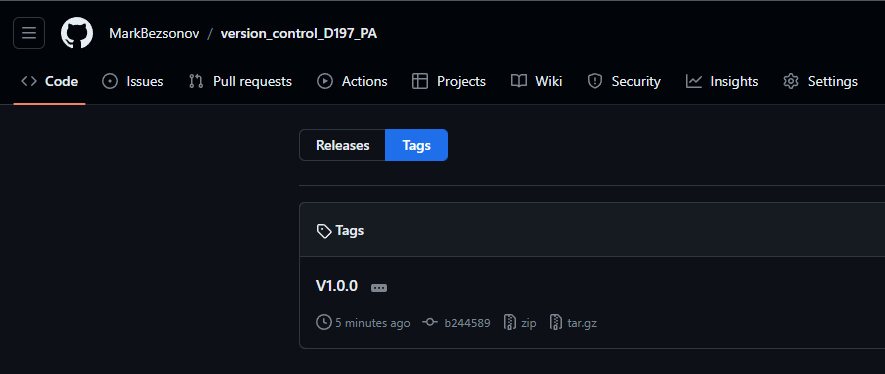 MarkBezsonov / version_control_D197_PA
Code Issues Pull requests Actions Projects Wiki Security Insights Settings
Releases Tags
Tags
V1.0.0
5 minutes ago b244589 zip tar.gz